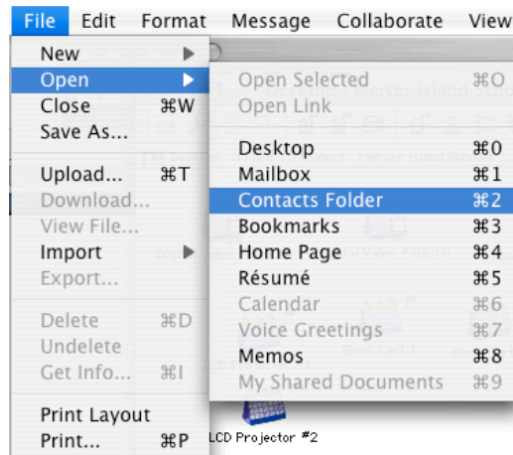 File Edit Format Message Collaborate View
New
Open
Close ⌘W
Save As...
Upload... ⌘T
Download...
View File...
Import
Export...
Delete ⌘D
Undelete
Get Info... ⌘I
Print Layout
Print... ⌘P
Open Selected ⌘O
Open Link
Desktop ⌘0
Mailbox ⌘1
Contacts Folder ⌘2
Bookmarks ⌘3
Home Page ⌘4
Résumé ⌘5
Calendar ⌘6
Voice Greetings ⌘7
Memos ⌘8
My Shared Documents ⌘9
LCD Projector #2